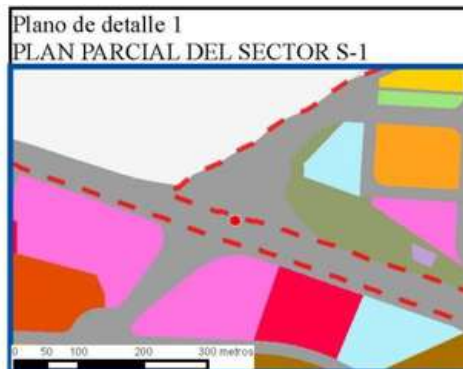 Plano de detalle 1
PLAN PARCIAL DEL SECTOR S-1
0 50 100 200 300 metros